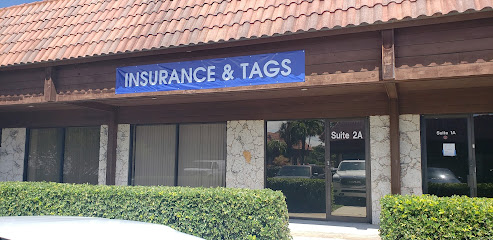 INSURANCE & TAGS
Suite 2A
Suite 1A